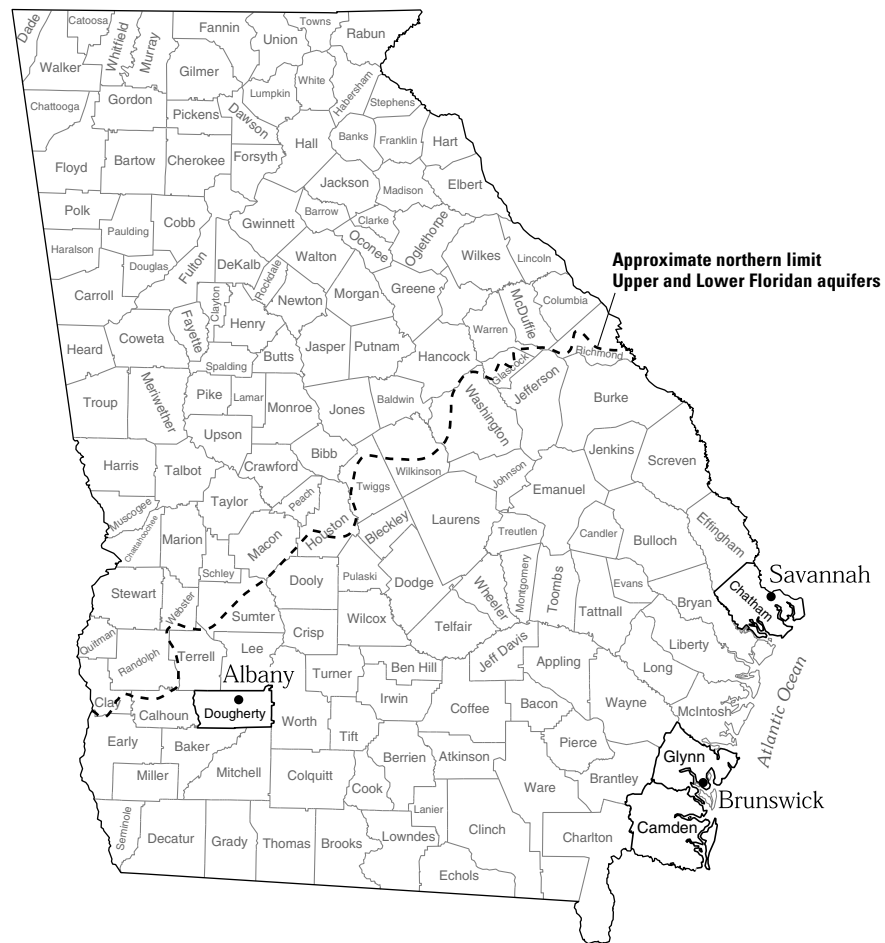 Dade
Catoosa
Whitfield
Murray
Fannin
Towns
Union
Rabun
Walker
Gilmer
White
Lumpkin
Habersham
Stephens
Chattooga
Gordon
Pickens
Dawson
Hall
Banks
Franklin
Hart
Floyd
Bartow
Cherokee
Forsyth
Jackson
Madison
Elbert
Polk
Paulding
Cobb
Gwinnett
Barrow
Clarke
Oconee
Oglethorpe
Haralson
Douglas
Fulton
DeKalb
Rockdale
Walton
Wilkes
Lincoln
Approximate northern limit
Upper and Lower Floridan aquifers
Carroll
Clayton
Newton
Morgan
Greene
McDuffie
Columbia
Heard
Coweta
Fayette
Henry
Butts
Jasper
Putnam
Hancock
Warren
Glascock
Richmond
Spalding
Troup
Meriwether
Pike
Lamar
Monroe
Jones
Baldwin
Washington
Jefferson
Burke
Upson
Bibb
Harris
Talbot
Crawford
Peach
Twiggs
Wilkinson
Johnson
Emanuel
Jenkins
Screven
Muscogee
Chattahoochee
Taylor
Marion
Macon
Houston
Bleckley
Laurens
Treutlen
Candler
Bulloch
Effingham
Schley
Dooly
Pulaski
Dodge
Wheeler
Montgomery
Toombs
Evans
Tattnall
Bryan
Savannah
Chatham
Stewart
Webster
Sumter
Crisp
Wilcox
Telfair
Quitman
Randolph
Terrell
Lee
Albany
Turner
Ben Hill
Jeff Davis
Appling
Long
Liberty
Atlantic Ocean
Clay
Calhoun
Dougherty
Worth
Irwin
Coffee
Bacon
Wayne
McIntosh
Early
Baker
Tift
Berrien
Atkinson
Pierce
Glynn
Miller
Mitchell
Colquitt
Cook
Ware
Brantley
Brunswick
Seminole
Decatur
Grady
Thomas
Brooks
Lanier
Lowndes
Clinch
Charlton
Camden
Echols